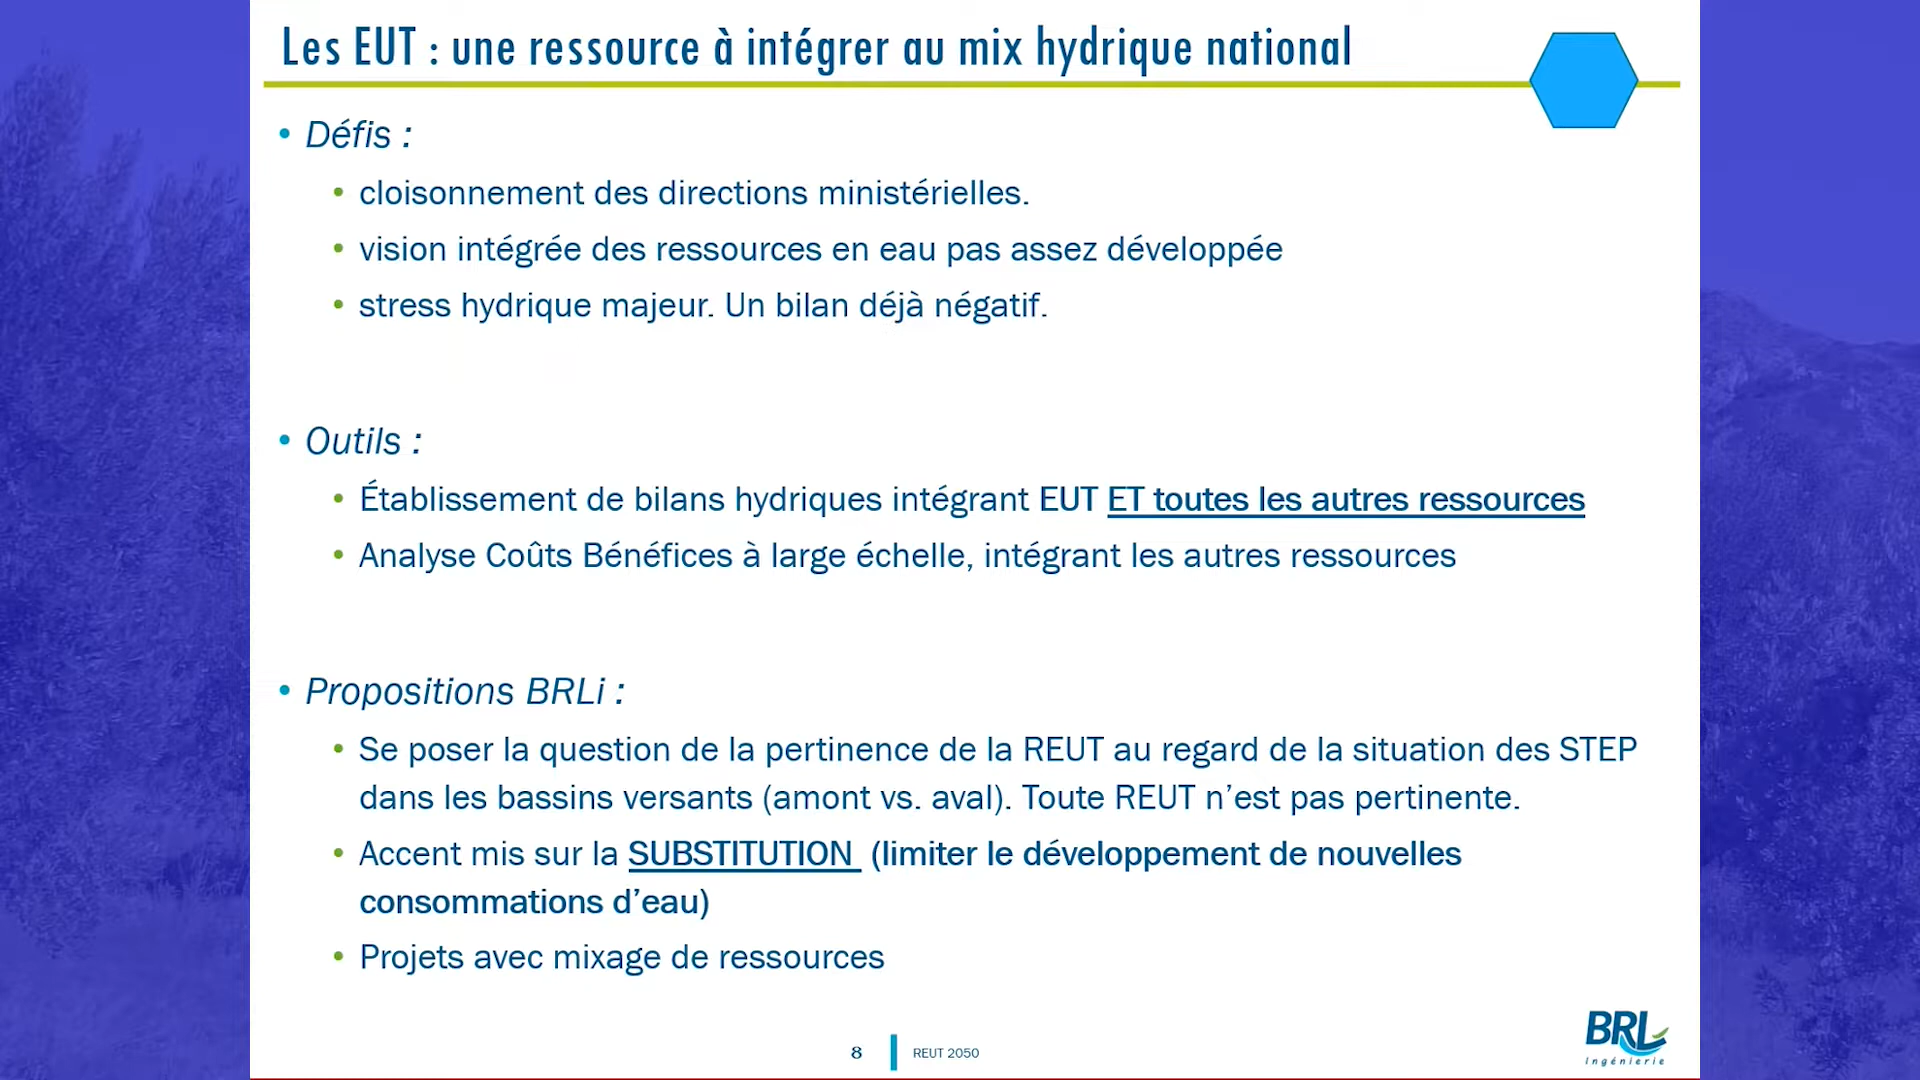 Les EUT : une ressource à intégrer au mix hydrique national
• Défis :
• cloisonnement des directions ministérielles.
• vision intégrée des ressources en eau pas assez développée
• stress hydrique majeur. Un bilan déjà négatif.
• Outils :
• Établissement de bilans hydriques intégrant EUT ET toutes les autres ressources
• Analyse Coûts Bénéfices à large échelle, intégrant les autres ressources
• Propositions BRLi :
• Se poser la question de la pertinence de la REUT au regard de la situation des STEP
dans les bassins versants (amont vs. aval). Toute REUT n’est pas pertinente.
• Accent mis sur la SUBSTITUTION (limiter le développement de nouvelles
consommations d’eau)
• Projets avec mixage de ressources
8 REUT 2050
BRL
Ingénierie